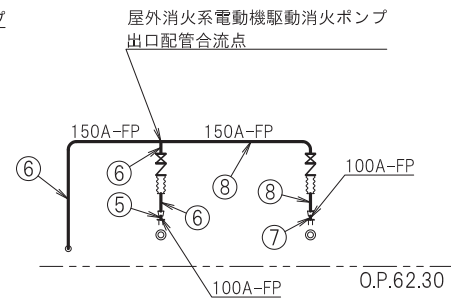 プ
屋外消火系電動機駆動消火ポンプ
出口配管合流点
150A-FP
150A-FP
⑥
⑥
⑧
100A-FP
⑧
⑤
⑥
⑦
100A-FP
O.P.62.30